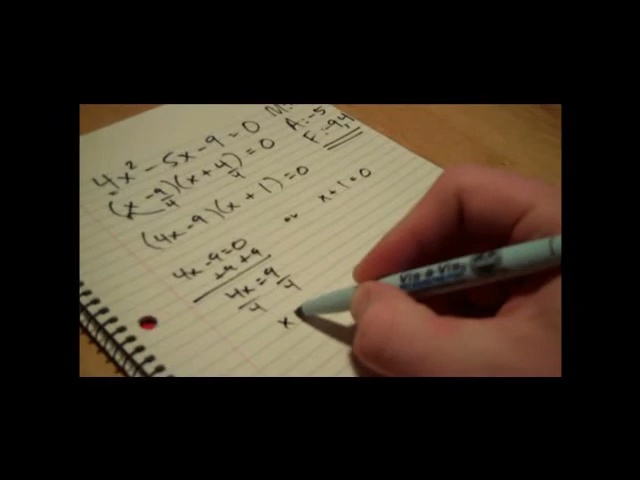 M:
4x² - 5x - 9 = 0
A: -5
F: -9, 4
(x - 9/4)(x + 4/4) = 0
(4x - 9)(x + 1) = 0
4x - 9 = 0 or x + 1 = 0
+9 +9
4x = 9
4 4
x
Vis à Vis